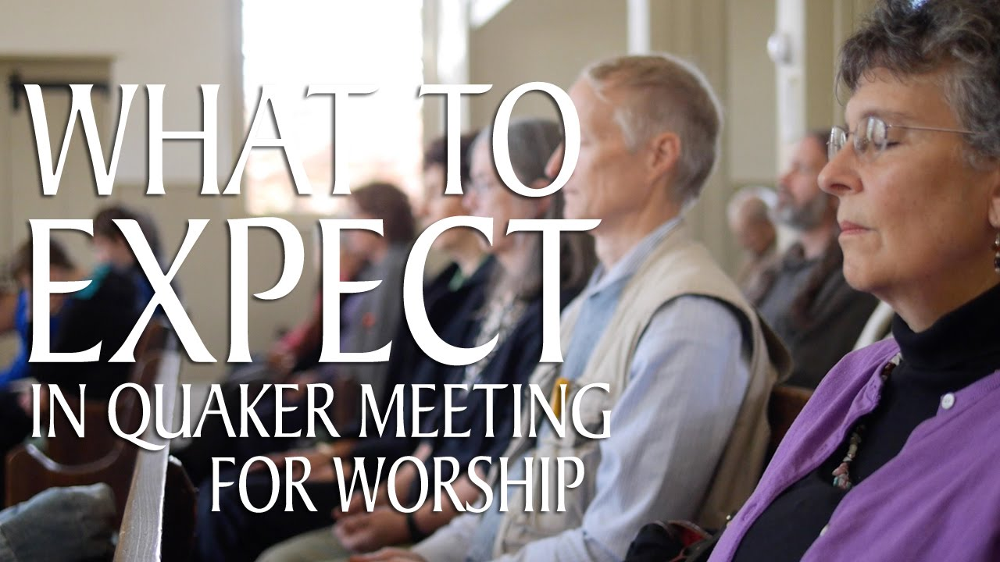 WHAT TO
EXPECT
IN QUAKER MEETING
FOR WORSHIP